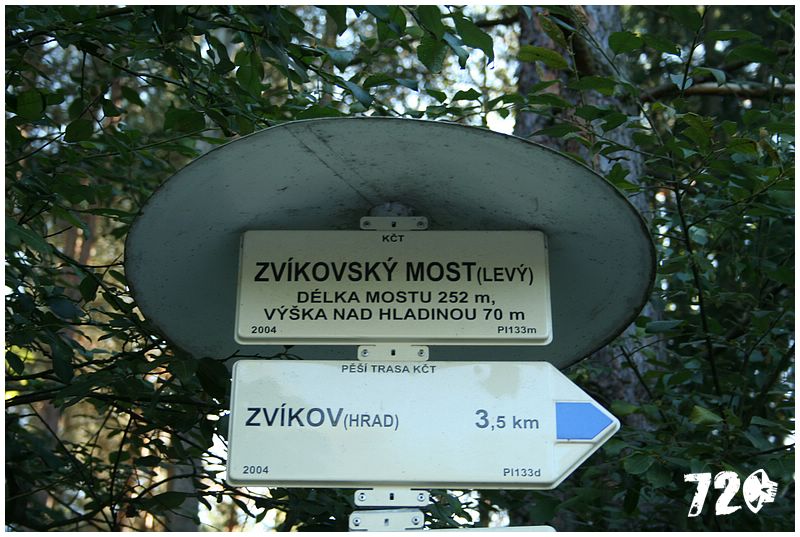 KČT
ZVÍKOVSKÝ MOST (LEVÝ)
DÉLKA MOSTU 252 m,
VÝŠKA NAD HLADINOU 70 m
2004 PI133m
PĚŠÍ TRASA KČT
ZVÍKOV (HRAD) 3,5 km
2004 PI133d
720